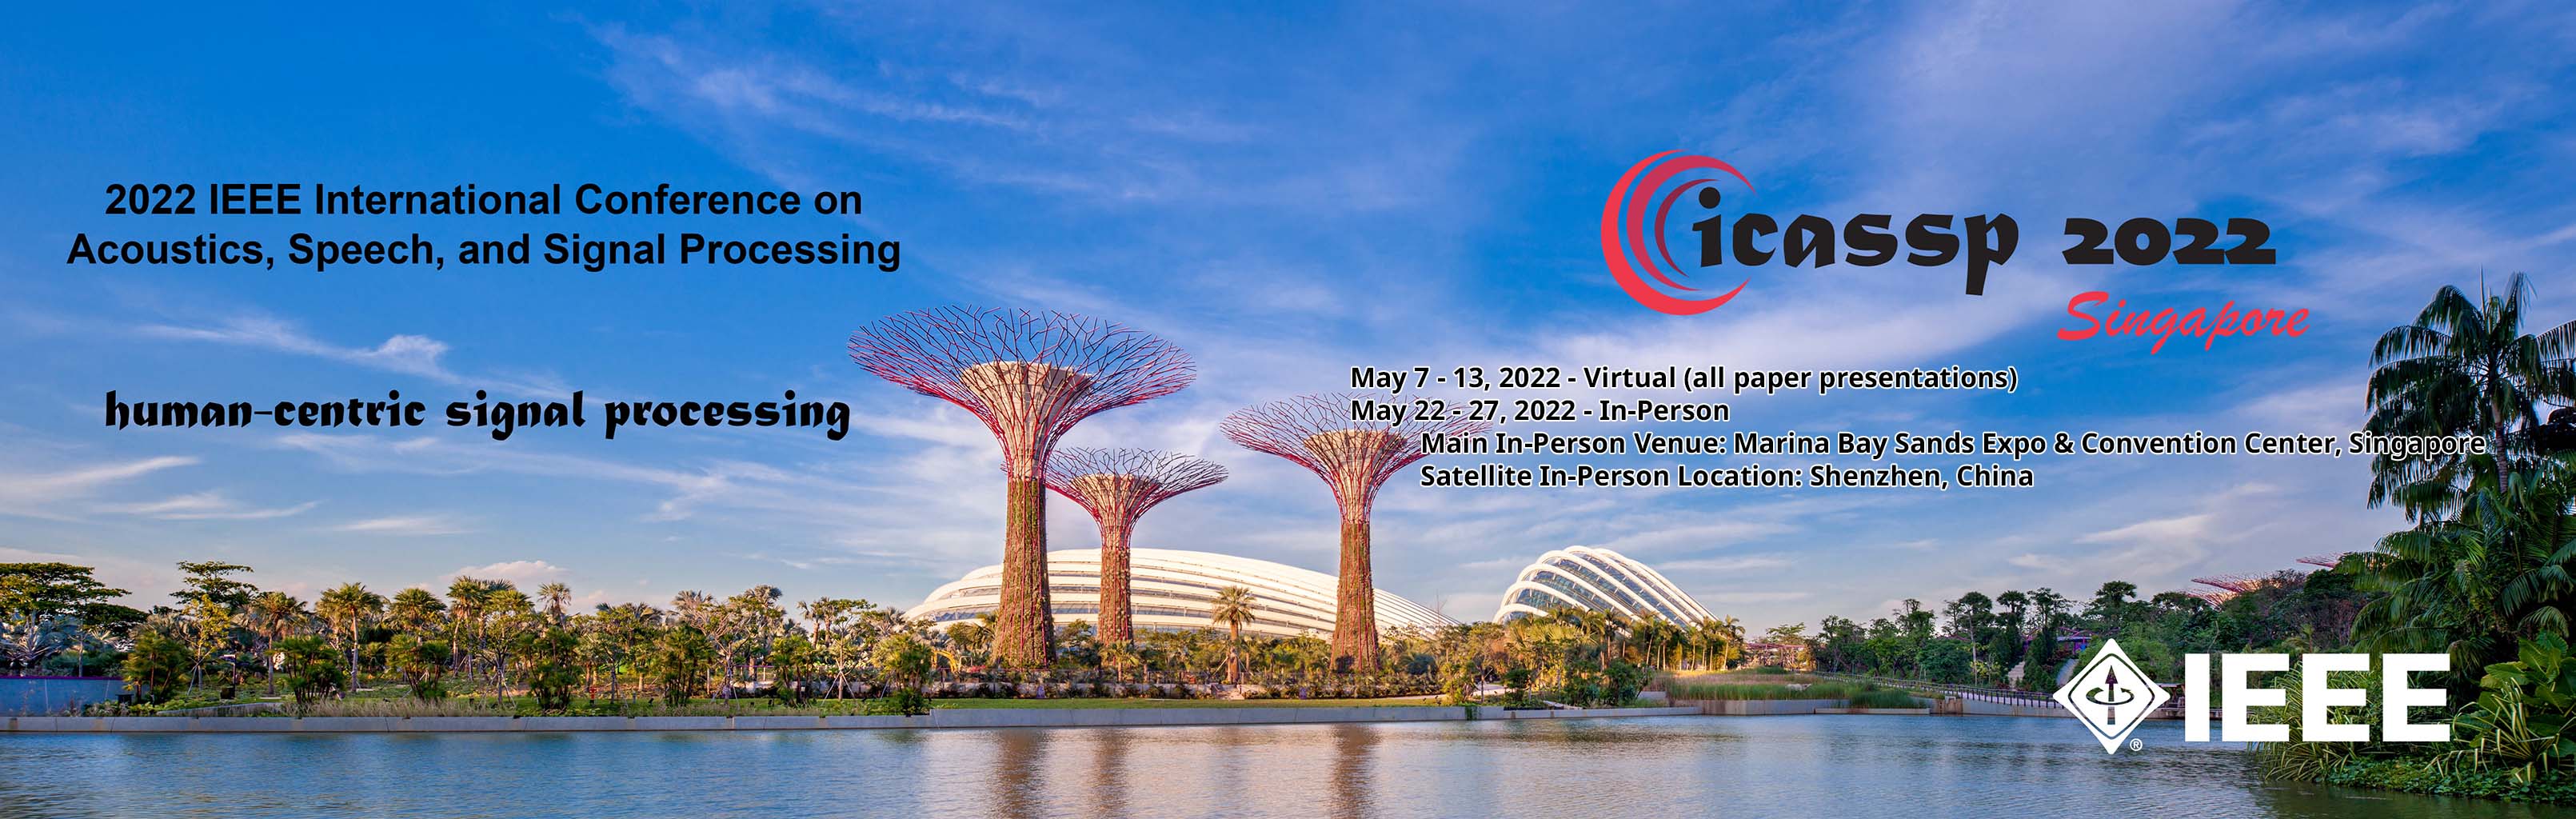 2022 IEEE International Conference on
Acoustics, Speech, and Signal Processing
human-centric signal processing
icassp 2022
Singapore
May 7 - 13, 2022 - Virtual (all paper presentations)
May 22 - 27, 2022 - In-Person
Main In-Person Venue: Marina Bay Sands Expo & Convention Center, Singapore
Satellite In-Person Location: Shenzhen, China
IEEE
®